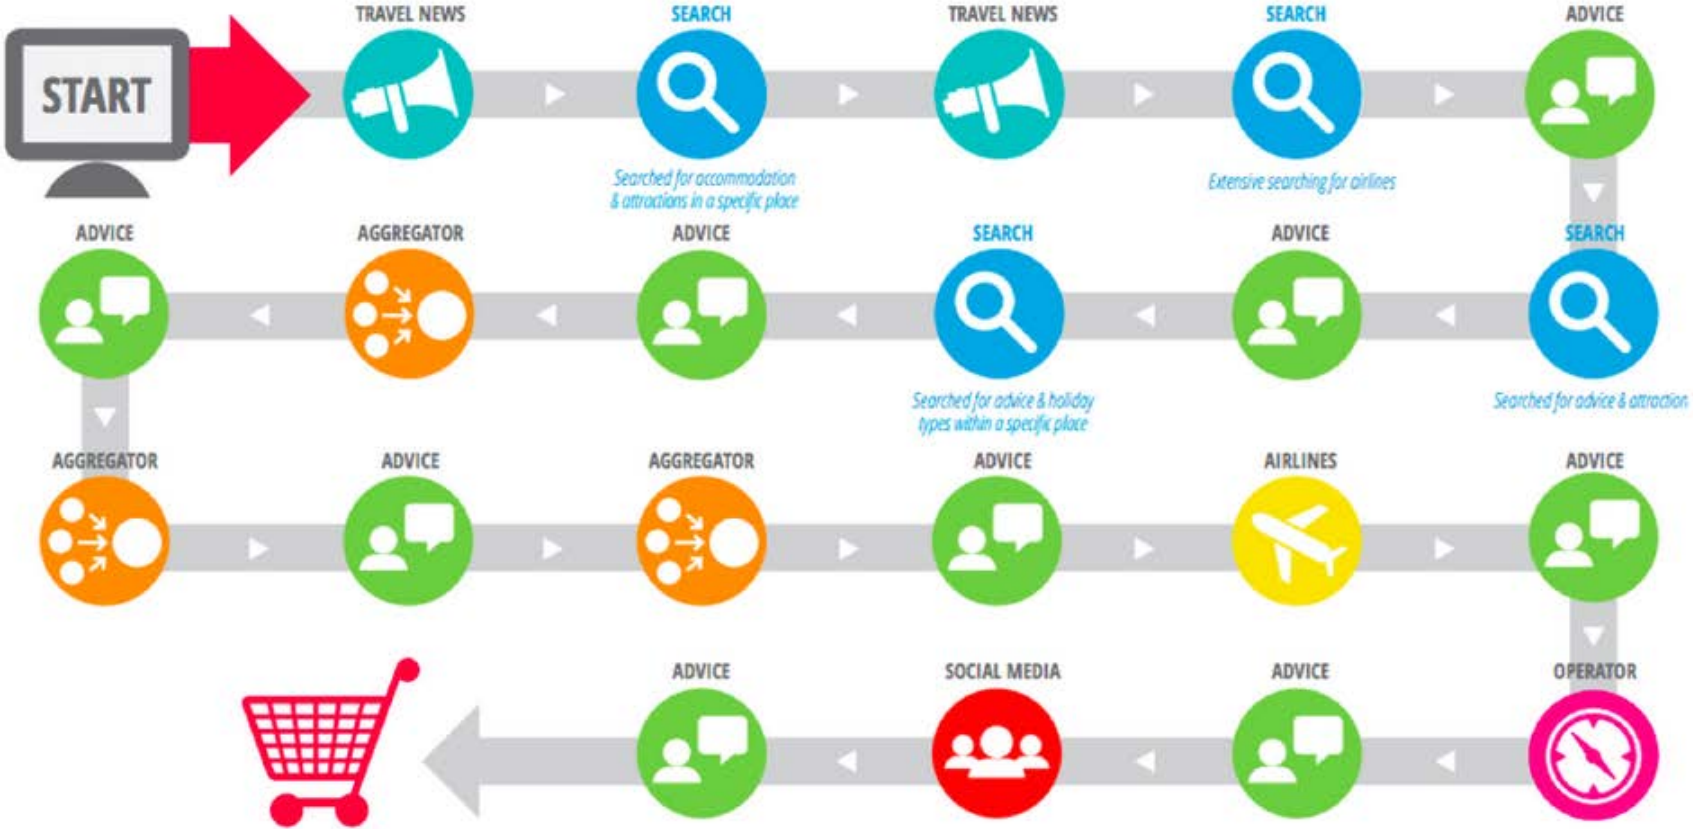 TRAVEL NEWS
SEARCH
TRAVEL NEWS
SEARCH
ADVICE
START
Searched for accommodation
& attractions in a specific place
Extensive searching for airlines
ADVICE
AGGREGATOR
ADVICE
SEARCH
ADVICE
SEARCH
Searched for advice & holiday
types within a specific place
Searched for advice & attraction
AGGREGATOR
ADVICE
AGGREGATOR
ADVICE
AIRLINES
ADVICE
ADVICE
SOCIAL MEDIA
ADVICE
OPERATOR